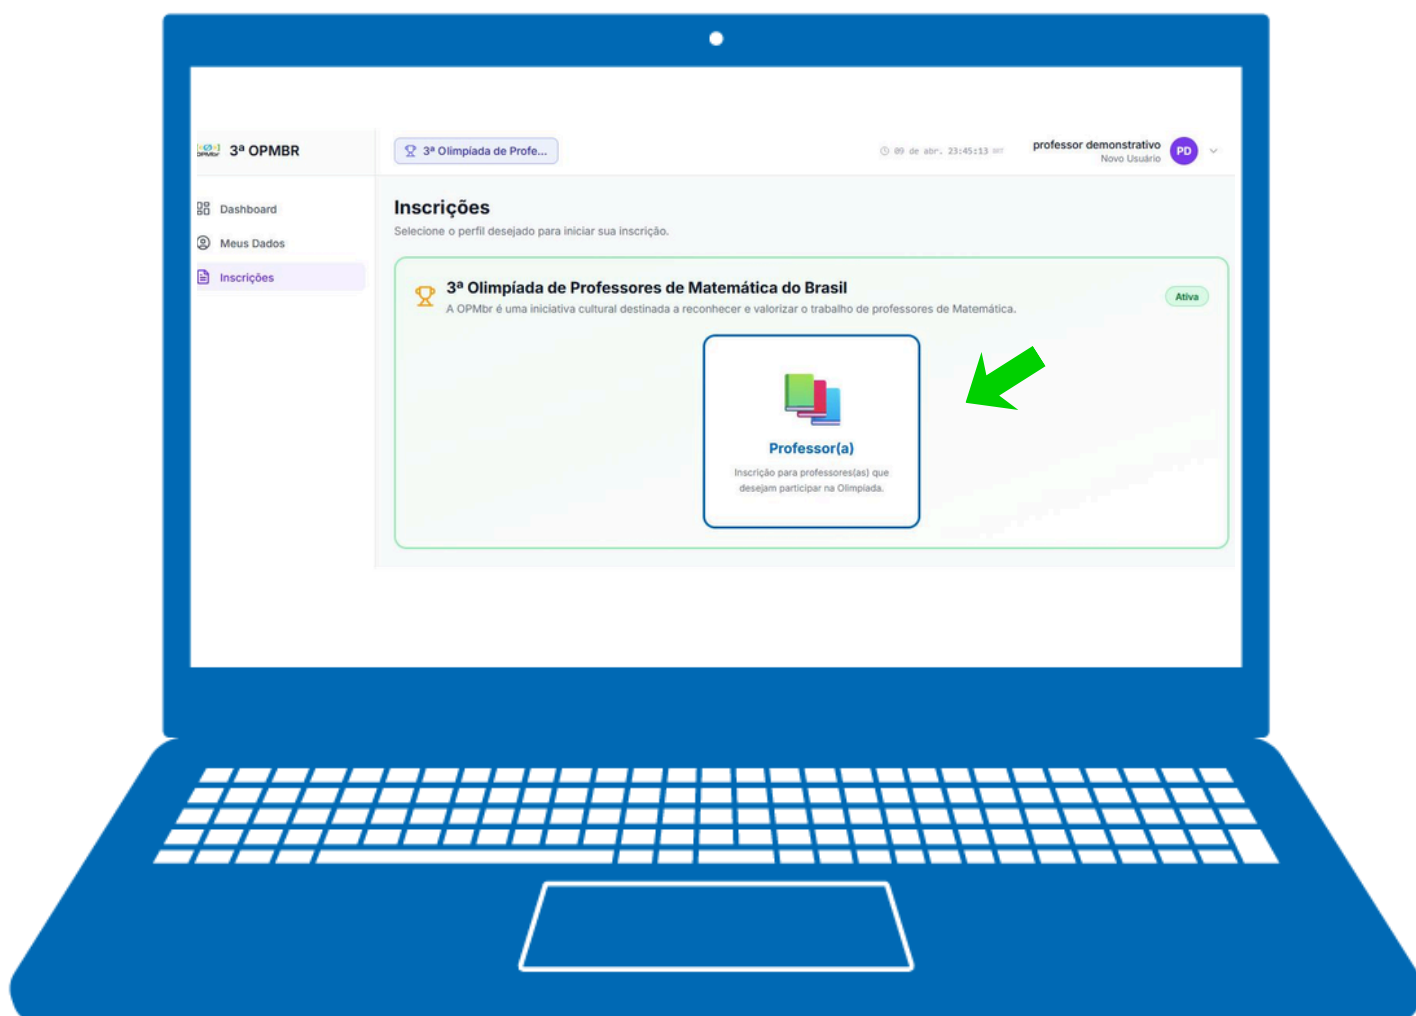 OPMbr
3ª OPMBR
3ª Olimpíada de Profe...
09 de abr. 23:45:13
professor demonstrativo
Novo Usuário
PD
Dashboard
Meus Dados
Inscrições
Inscrições
Selecione o perfil desejado para iniciar sua inscrição.
3ª Olimpíada de Professores de Matemática do Brasil
A OPMbr é uma iniciativa cultural destinada a reconhecer e valorizar o trabalho de professores de Matemática.
Ativa
Professor(a)
Inscrição para professores(as) que
desejam participar na Olimpíada.